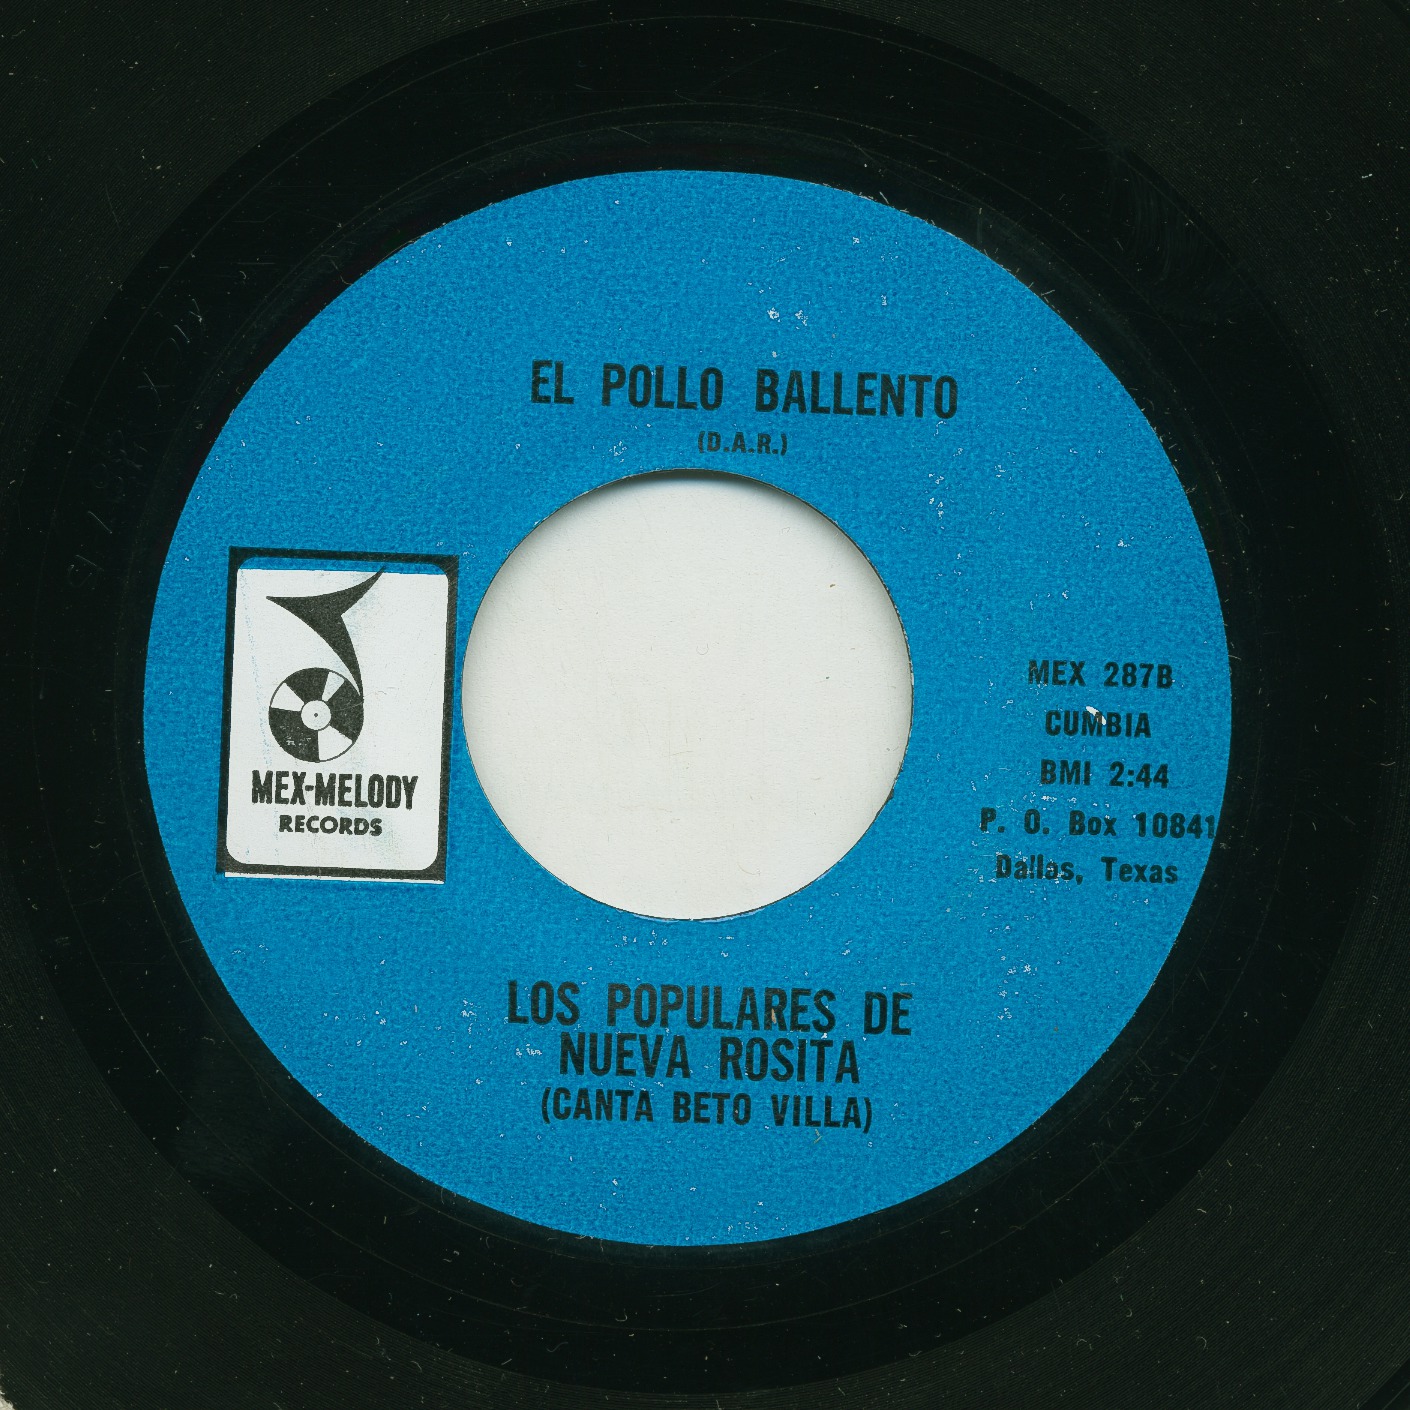 EL POLLO BALLENTO
(D.A.R.)
MEX-MELODY
RECORDS
MEX 287B
CUMBIA
BMI 2:44
P. O. Box 10841
Dallas, Texas
LOS POPULARES DE
NUEVA ROSITA
(CANTA BETO VILLA)